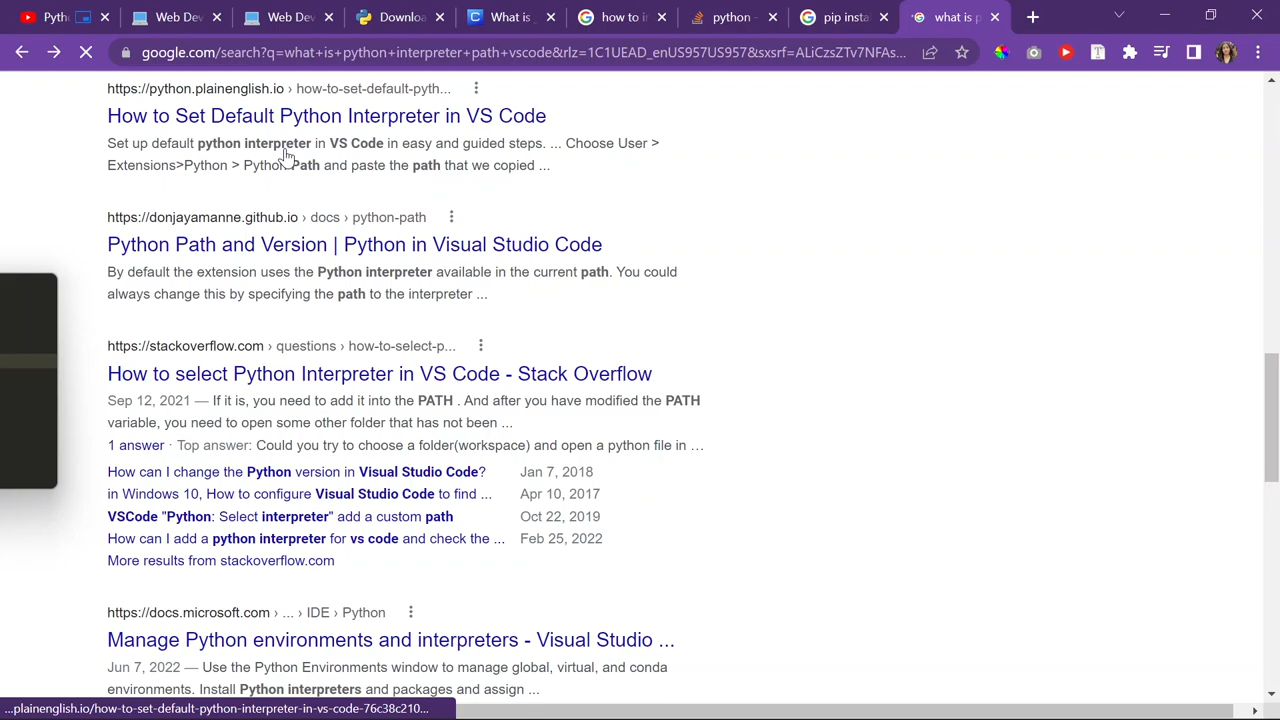 Pyth
Web Dev
Web Dev
Downloa
What is
how to in
python -
pip insta
what is p
google.com/search?q=what+is+python+interpreter+path+vscode&rlz=1C1UEAD_enUS957US957&sxsrf=ALiCzsZTv7NFAs...
https://python.plainenglish.io › how-to-set-default-pyth...
How to Set Default Python Interpreter in VS Code
Set up default python interpreter in VS Code in easy and guided steps. ... Choose User >
Extensions>Python > Python Path and paste the path that we copied ...
https://donjayamanne.github.io › docs › python-path
Python Path and Version | Python in Visual Studio Code
By default the extension uses the Python interpreter available in the current path. You could
always change this by specifying the path to the interpreter ...
https://stackoverflow.com › questions › how-to-select-p...
How to select Python Interpreter in VS Code - Stack Overflow
Sep 12, 2021 — If it is, you need to add it into the PATH . And after you have modified the PATH
variable, you need to open some other folder that has not been ...
1 answer · Top answer: Could you try to choose a folder(workspace) and open a python file in …
How can I change the Python version in Visual Studio Code? Jan 7, 2018
in Windows 10, How to configure Visual Studio Code to find ... Apr 10, 2017
VSCode "Python: Select interpreter" add a custom path Oct 22, 2019
How can I add a python interpreter for vs code and check the ... Feb 25, 2022
More results from stackoverflow.com
https://docs.microsoft.com › ... › IDE › Python
Manage Python environments and interpreters - Visual Studio ...
Jun 7, 2022 — Use the Python Environments window to manage global, virtual, and conda
environments. Install Python interpreters and packages and assign ...
...plainenglish.io/how-to-set-default-python-interpreter-in-vs-code-76c38c210...